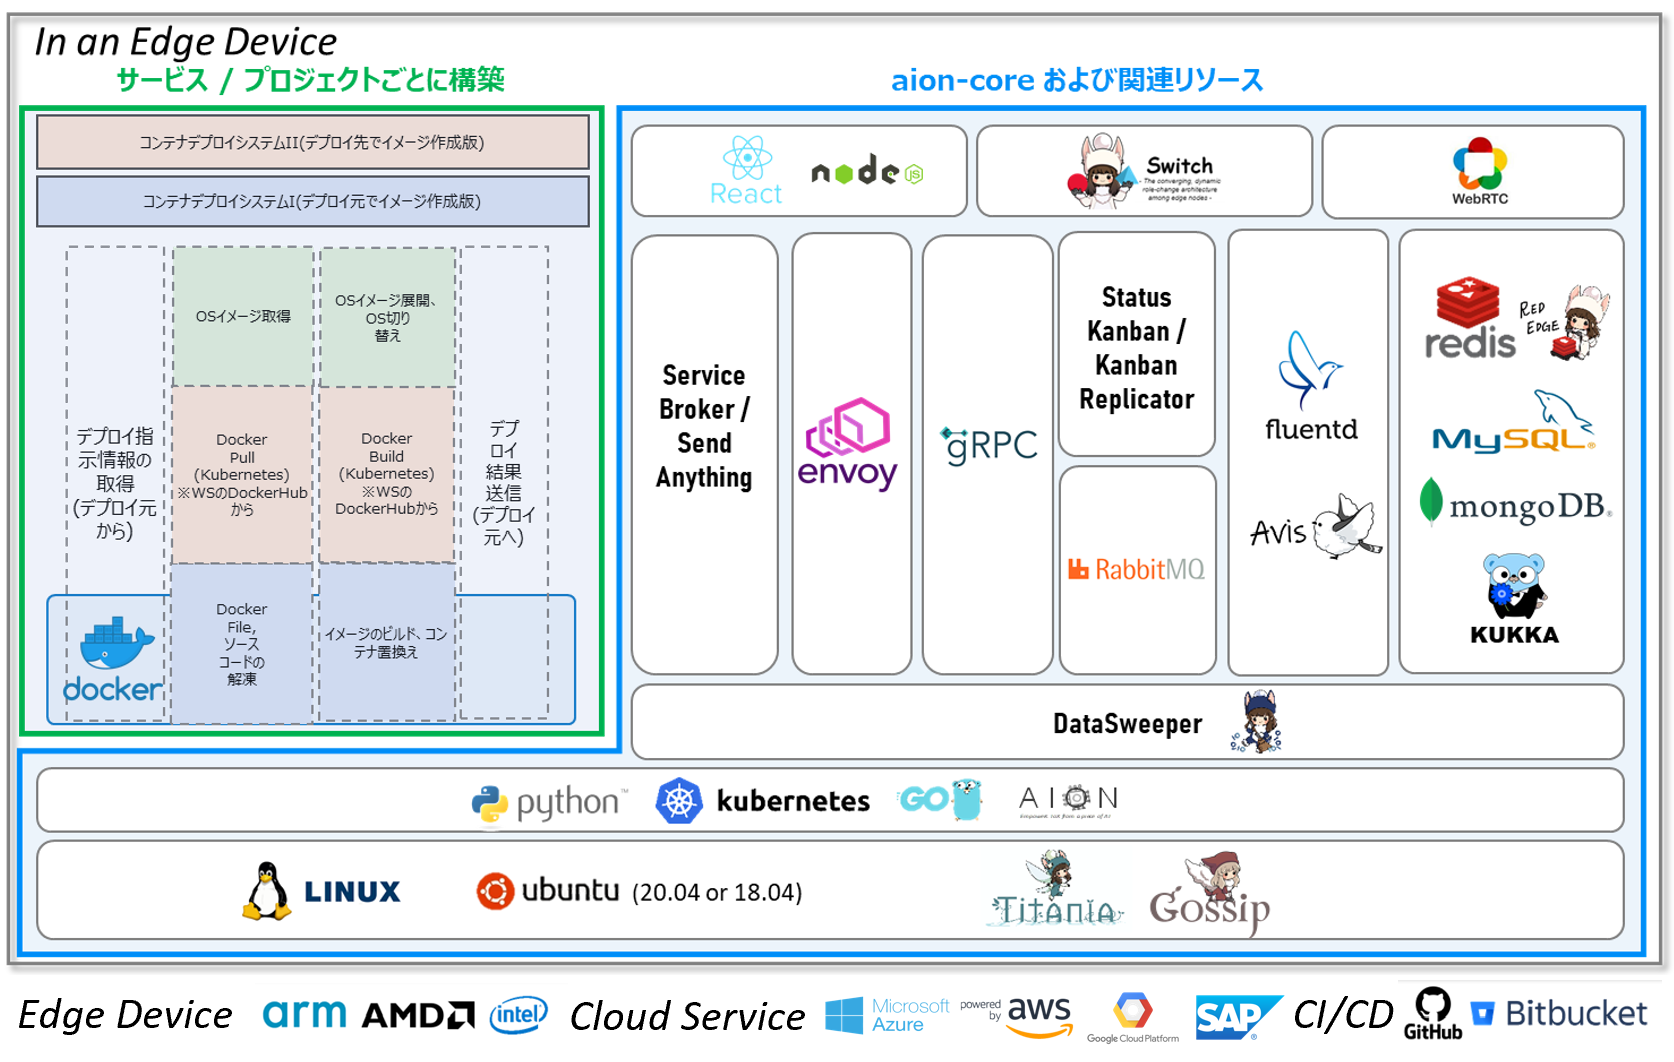 In an Edge Device
サービス / プロジェクトごとに構築
aion-core および関連リソース
コンテナデプロイシステムII(デプロイ先でイメージ作成版)
コンテナデプロイシステムI(デプロイ元でイメージ作成版)
デプロイ指
示情報の
取得
(デプロイ元
から)
OSイメージ取得
OSイメージ展開、
OS切り
替え
Docker
Pull
(Kubernetes)
※WSのDockerHub
から
Docker
Build
(Kubernetes)
※WSの
DockerHubから
デプ
ロイ
結果
送信
(デプロイ
元へ)
Docker
File,
ソース
コードの
解凍
イメージのビルド、コン
テナ置換え
docker
React
node
JS
Switch
- The converging, dynamic
role-change architecture
among edge nodes -
WebRTC
Service
Broker /
Send
Anything
envoy
gRPC
Status
Kanban /
Kanban
Replicator
RabbitMQ
fluentd
Avis
redis
RED
EDGE
MySQL®
mongoDB®
KUKKA
DataSweeper
python™
kubernetes
GO
AION
Empower. not from a piece of AI
LINUX
ubuntu (20.04 or 18.04)
Titania
Gossip
Edge Device
arm
AMD
intel
Cloud Service
Microsoft
Azure
powered
by
aws
Google Cloud Platform
SAP
CI/CD
GitHub
Bitbucket